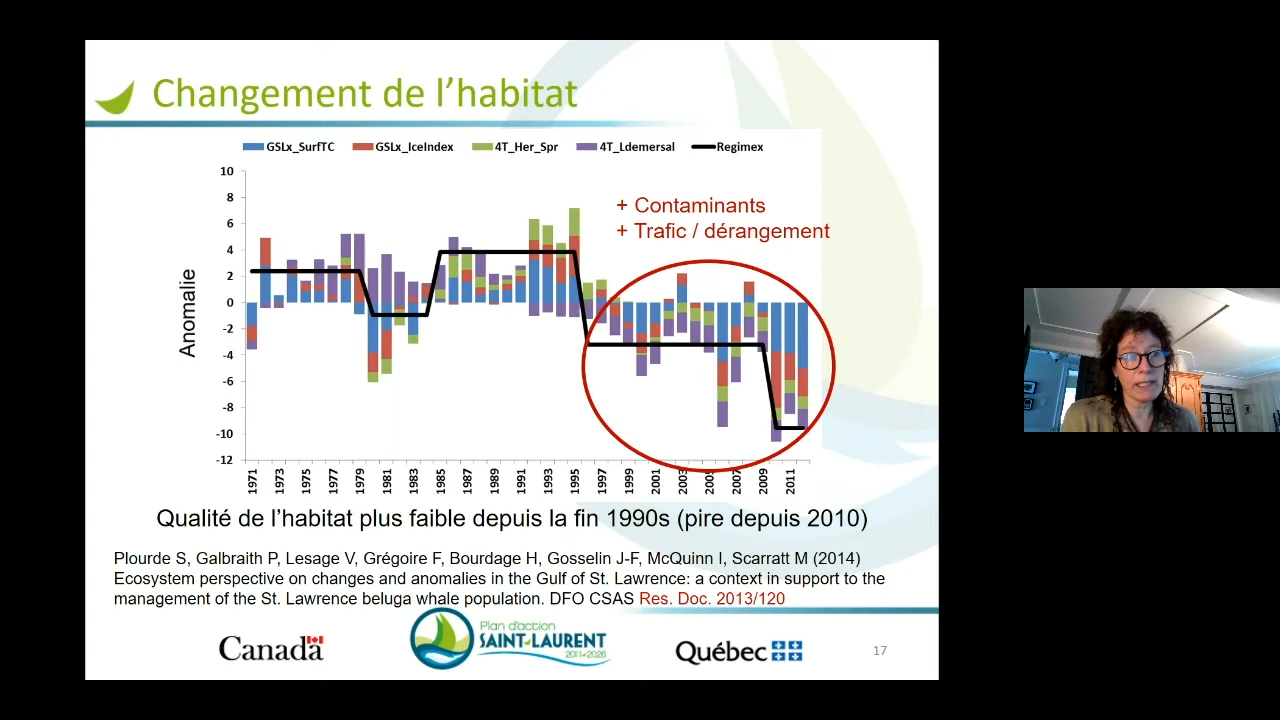 Changement de l'habitat
GSLx_SurfTC GSLx_IceIndex 4T_Her_Spr 4T_Ldemersal Regimex
10
8
6
4
2
0
-2
-4
-6
-8
-10
-12
Anomalie
+ Contaminants
+ Trafic / dérangement
1971 1973 1975 1977 1979 1981 1983 1985 1987 1989 1991 1993 1995 1997 1999 2001 2003 2005 2007 2009 2011
Qualité de l'habitat plus faible depuis la fin 1990s (pire depuis 2010)
Plourde S, Galbraith P, Lesage V, Grégoire F, Bourdage H, Gosselin J-F, McQuinn I, Scarratt M (2014)
Ecosystem perspective on changes and anomalies in the Gulf of St. Lawrence: a context in support to the
management of the St. Lawrence beluga whale population. DFO CSAS Res. Doc. 2013/120
Canada
Plan d'action
SAINT-LAURENT
2011-2026
Québec
17